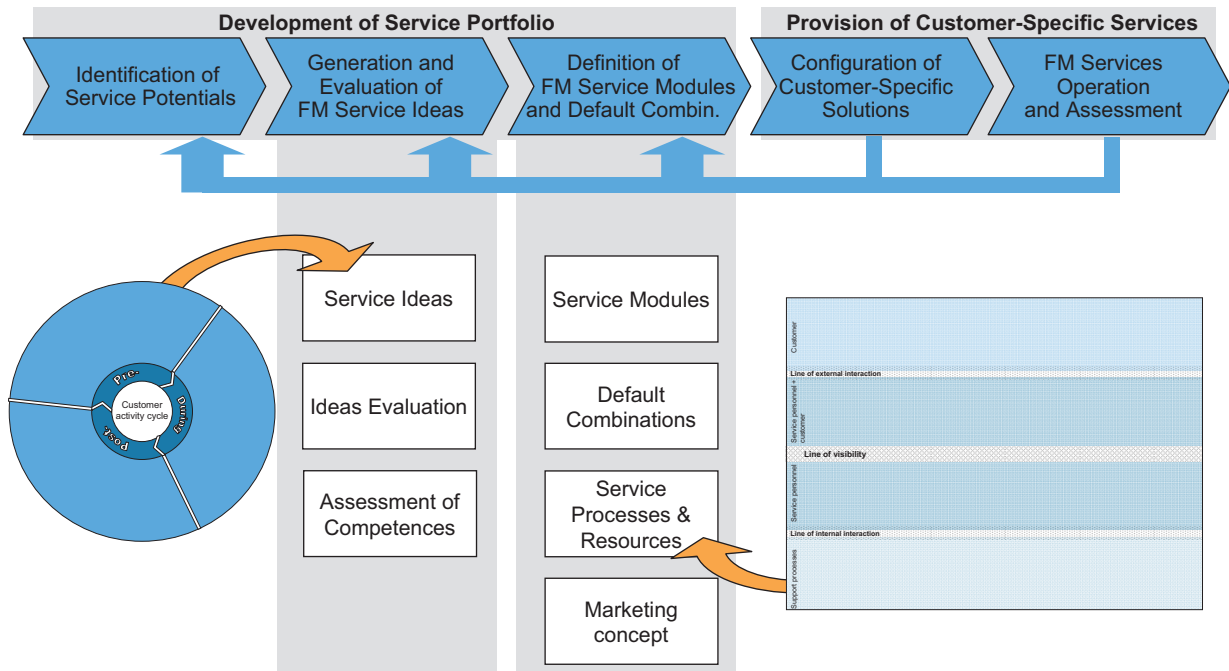 Development of Service Portfolio
Provision of Customer-Specific Services
Identification of
Service Potentials
Generation and
Evaluation of
FM Service Ideas
Definition of
FM Service Modules
and Default Combin.
Configuration of
Customer-Specific
Solutions
FM Services
Operation
and Assessment
Service Ideas
Ideas Evaluation
Assessment of
Competences
Service Modules
Default
Combinations
Service
Processes &
Resources
Marketing
concept
Pre-
During
Post-
Customer
activity cycle
Customer
Line of external interaction
Service personnel +
customer
Line of visibility
Service personnel
Line of internal interaction
Support processes